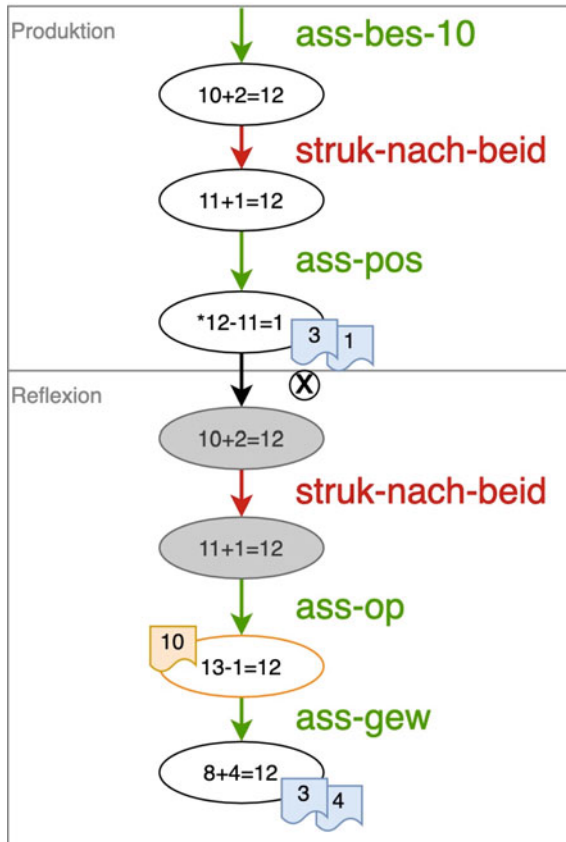 Produktion
ass-bes-10
10+2=12
struk-nach-beid
11+1=12
ass-pos
*12-11=1
3
1
X
Reflexion
10+2=12
struk-nach-beid
11+1=12
ass-op
10
13-1=12
ass-gew
8+4=12
3
4